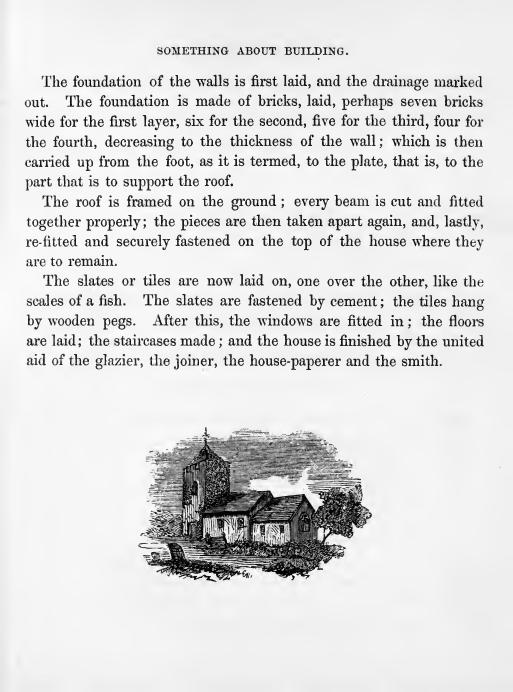 SOMETHING ABOUT BUILDING.
The foundation of the walls is first laid, and the drainage marked
out. The foundation is made of bricks, laid, perhaps seven bricks
wide for the first layer, six for the second, five for the third, four for
the fourth, decreasing to the thickness of the wall; which is then
carried up from the foot, as it is termed, to the plate, that is, to the
part that is to support the roof.
The roof is framed on the ground; every beam is cut and fitted
together properly; the pieces are then taken apart again, and, lastly,
re-fitted and securely fastened on the top of the house where they
are to remain.
The slates or tiles are now laid on, one over the other, like the
scales of a fish. The slates are fastened by cement; the tiles hang
by wooden pegs. After this, the windows are fitted in; the floors
are laid; the staircases made; and the house is finished by the united
aid of the glazier, the joiner, the house-paperer and the smith.